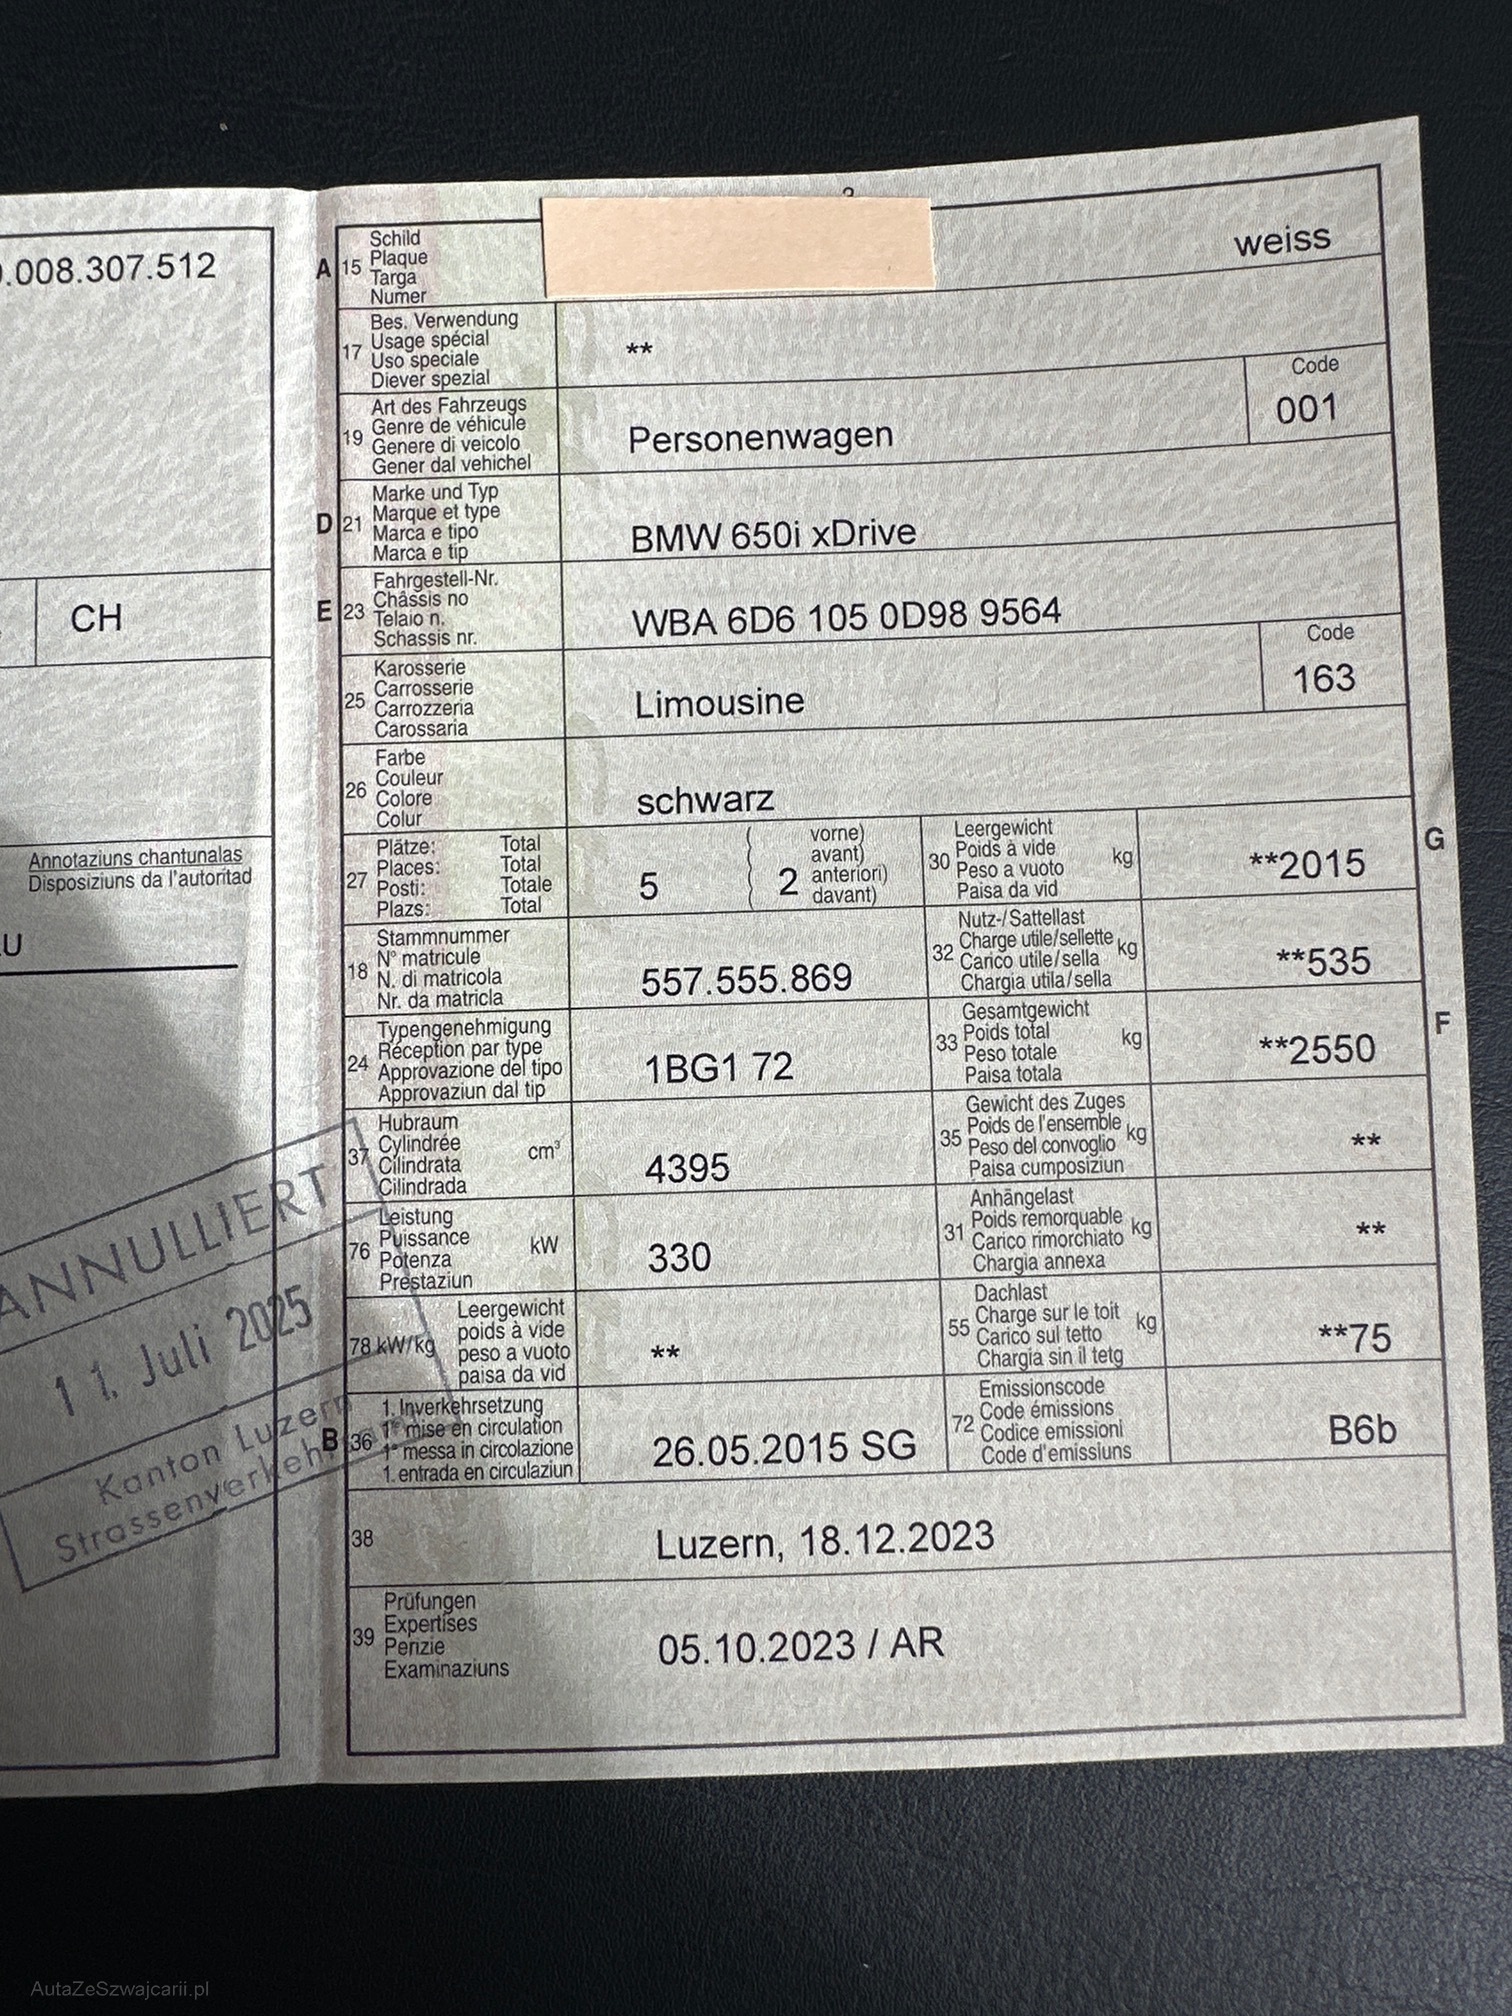 .008.307.512
CH
Annotaziuns chantunalas
Disposiziuns da l'autoritad
LU
ANNULLIERT
11. Juli 2025
Kanton Luzern
A 15 Schild
Plaque
Targa
Numer
weiss
17 Bes. Verwendung
Usage spécial
Uso speciale
Diever spezial
**
19 Art des Fahrzeugs
Genre de véhicule
Genere di veicolo
Gener dal vehichel
Personenwagen
Code
001
D 21 Marke und Typ
Marque et type
Marca e tipo
Marca e tip
BMW 650i xDrive
E 23 Fahrgestell-Nr.
Châssis no
Telaio n.
Schassis nr.
WBA 6D6 105 0D98 9564
25 Karosserie
Carrosserie
Carrozzeria
Carossaria
Limousine
Code
163
26 Farbe
Couleur
Colore
Colur
schwarz
27 Plätze: Total
Places: Total
Posti: Totale
Plazs: Total
5
( 2 vorne)
avant)
anteriori)
davant)
30 Leergewicht
Poids à vide
Peso a vuoto
Paisa da vid
kg
**2015
G
18 Stammnummer
N° matricule
N. di matricola
Nr. da matricla
557.555.869
32 Nutz-/Sattellast
Charge utile/sellette
Carico utile/sella
Chargia utila/sella
kg
**535
24 Typengenehmigung
Réception par type
Approvazione del tipo
Approvaziun dal tip
1BG1 72
33 Gesamtgewicht
Poids total
Peso totale
Paisa totala
kg
**2550
F
37 Hubraum
Cylindrée
Cilindrata
Cilindrada
cm³
4395
35 Gewicht des Zuges
Poids de l'ensemble
Peso del convoglio
Paisa cumposiziun
kg
**
76 Leistung
Puissance
Potenza
Prestaziun
kW
330
31 Anhängelast
Poids remorquable
Carico rimorchiato
Chargia annexa
kg
**
78 kW/kg Leergewicht
poids à vide
peso a vuoto
paisa da vid
**
55 Dachlast
Charge sur le toit
Carico sul tetto
Chargia sin il tetg
kg
**75
B 36 1. Inverkehrsetzung
1re mise en circulation
1a messa in circolazione
1. entrada en circulaziun
26.05.2015 SG
72 Emissionscode
Code émissions
Codice emissioni
Code d'emissiuns
B6b
38
Luzern, 18.12.2023
39 Prüfungen
Expertises
Perizie
Examinaziuns
05.10.2023 / AR
AutaZeSzwajcarii.pl